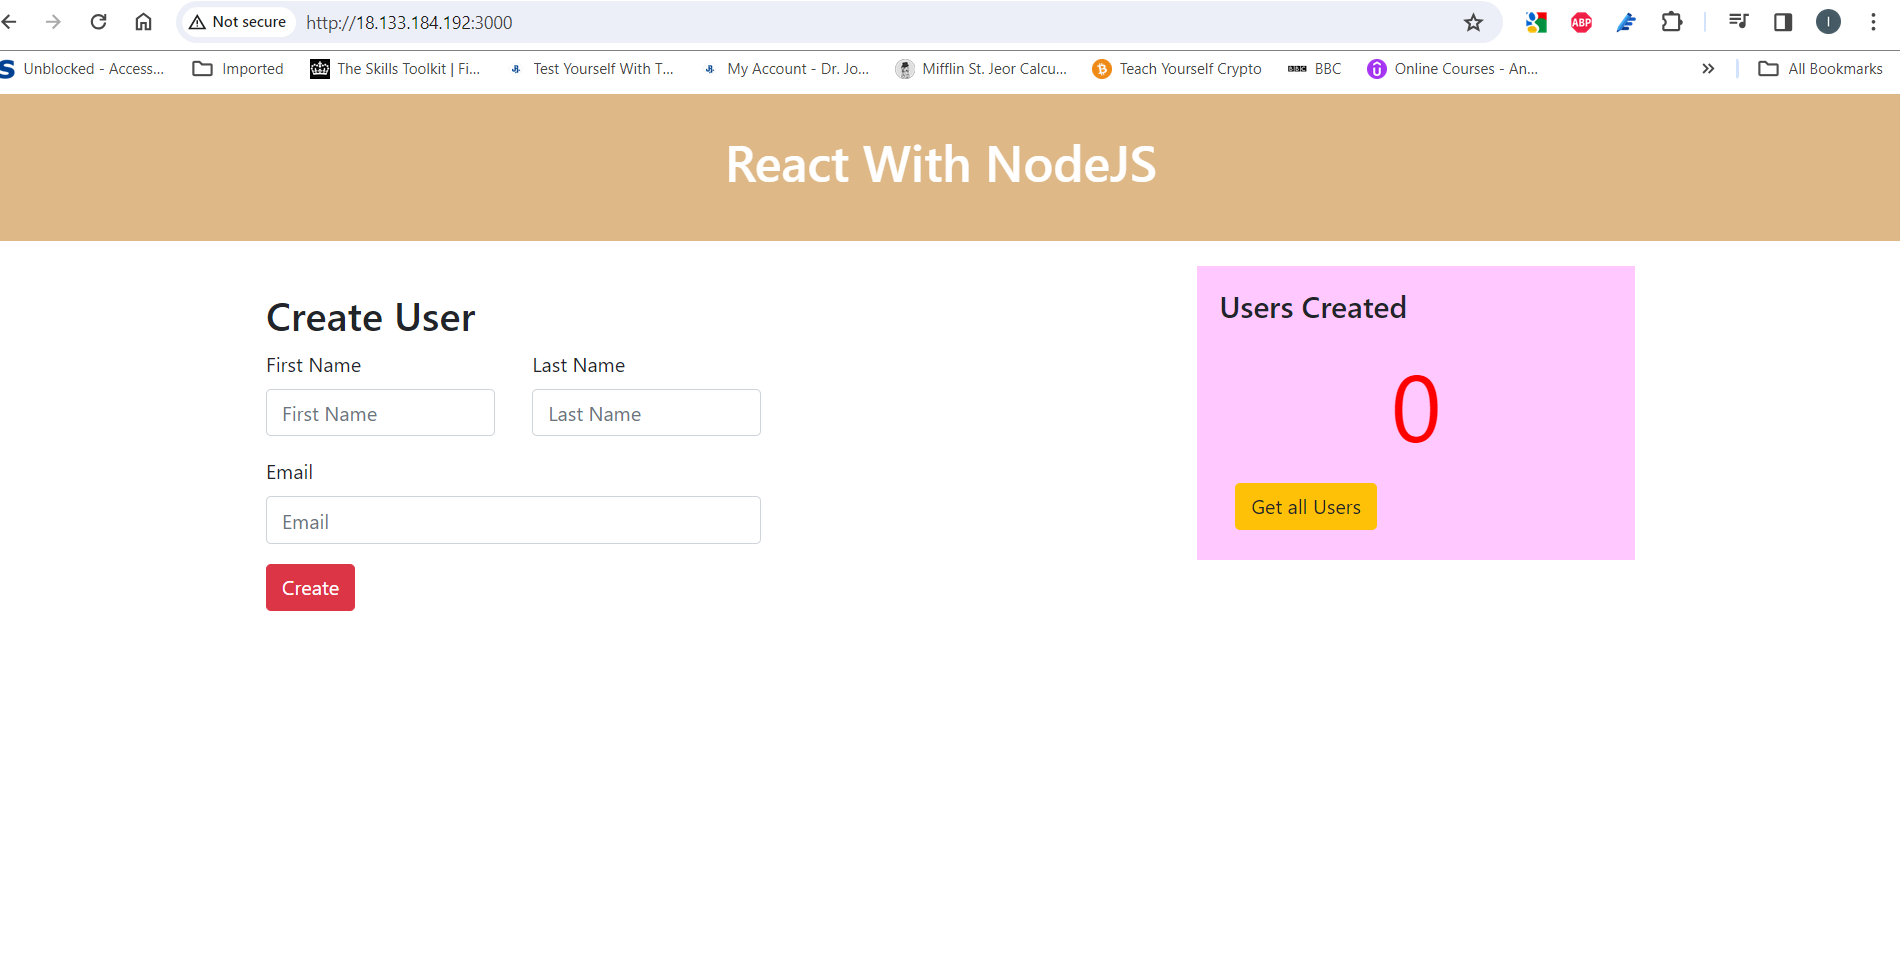 Not secure http://18.133.184.192:3000 ABP I
S Unblocked - Access... Imported The Skills Toolkit | Fi... Test Yourself With T... My Account - Dr. Jo... Mifflin St. Jeor Calcu... Teach Yourself Crypto BBC BBC Online Courses - An... » All Bookmarks
React With NodeJS
Create User
First Name Last Name
First Name Last Name
Email
Email
Create
Users Created
0
Get all Users